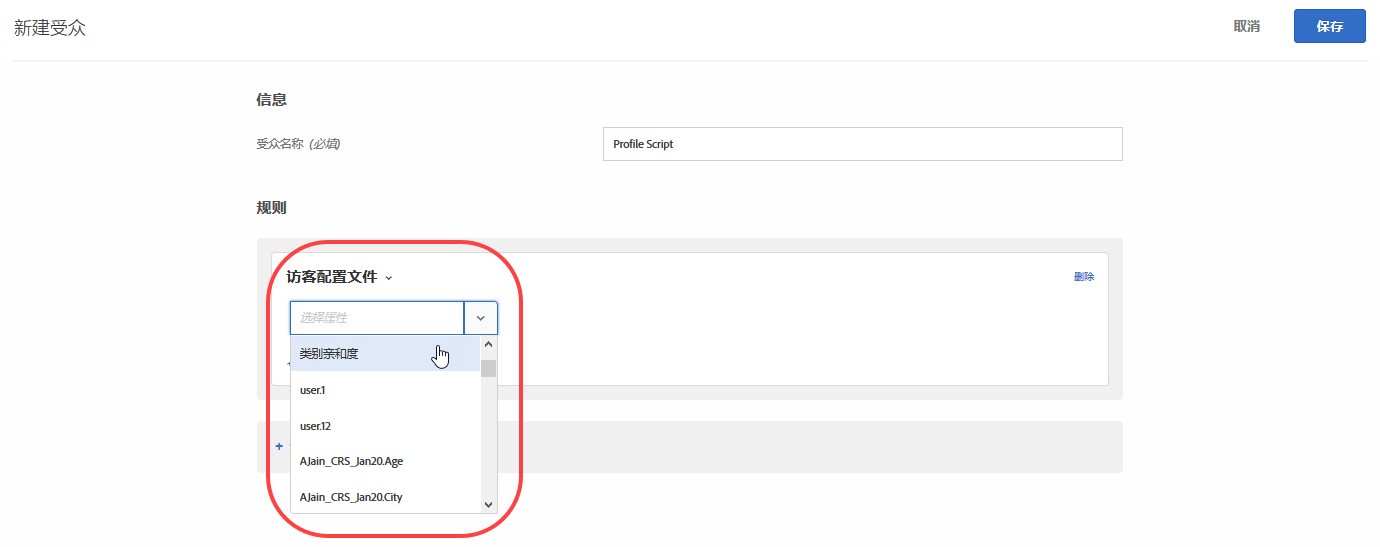 新建受众
取消
保存
信息
受众名称 (必填)
Profile Script
规则
访客配置文件
删除
选择属性
类别亲和度
user.1
user.12
+
AJain_CRS_Jan20.Age
AJain_CRS_Jan20.City